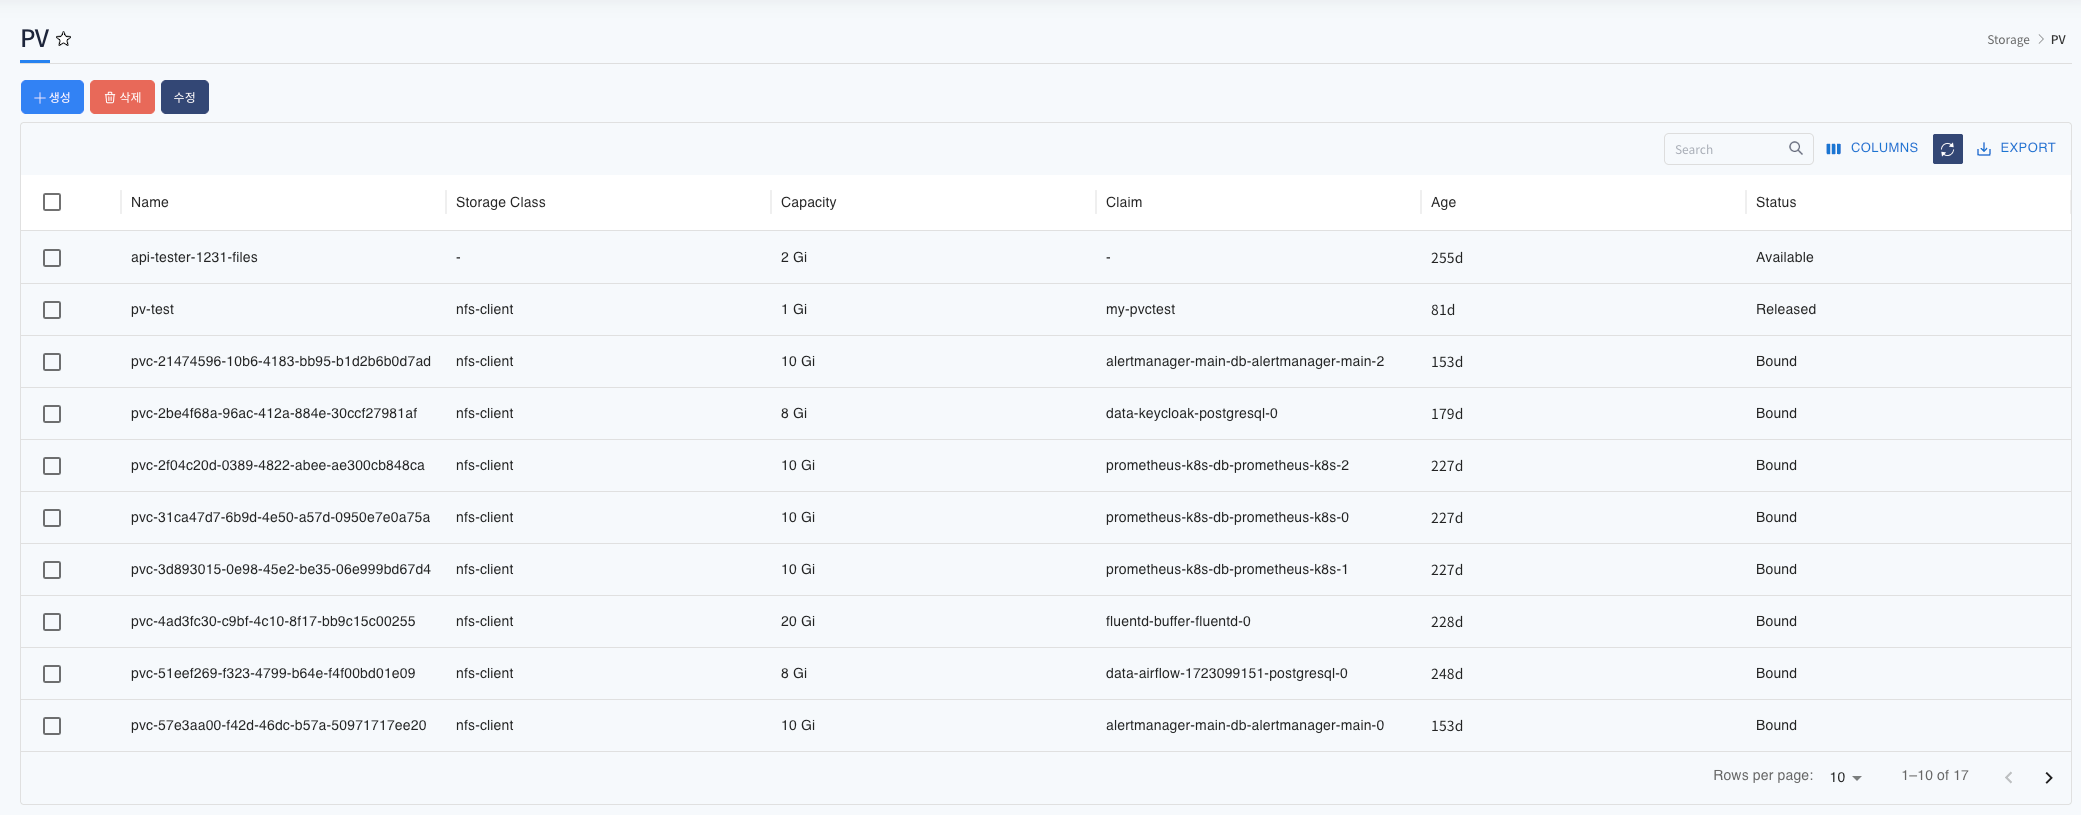 PV
Storage > PV
생성 삭제 수정
Search COLUMNS EXPORT
Name Storage Class Capacity Claim Age Status
api-tester-1231-files - 2 Gi - 255d Available
pv-test nfs-client 1 Gi my-pvctest 81d Released
pvc-21474596-10b6-4183-bb95-b1d2b6b0d7ad nfs-client 10 Gi alertmanager-main-db-alertmanager-main-2 153d Bound
pvc-2be4f68a-96ac-412a-884e-30ccf27981af nfs-client 8 Gi data-keycloak-postgresql-0 179d Bound
pvc-2f04c20d-0389-4822-abee-ae300cb848ca nfs-client 10 Gi prometheus-k8s-db-prometheus-k8s-2 227d Bound
pvc-31ca47d7-6b9d-4e50-a57d-0950e7e0a75a nfs-client 10 Gi prometheus-k8s-db-prometheus-k8s-0 227d Bound
pvc-3d893015-0e98-45e2-be35-06e999bd67d4 nfs-client 10 Gi prometheus-k8s-db-prometheus-k8s-1 227d Bound
pvc-4ad3fc30-c9bf-4c10-8f17-bb9c15c00255 nfs-client 20 Gi fluentd-buffer-fluentd-0 228d Bound
pvc-51eef269-f323-4799-b64e-f4f00bd01e09 nfs-client 8 Gi data-airflow-1723099151-postgresql-0 248d Bound
pvc-57e3aa00-f42d-46dc-b57a-50971717ee20 nfs-client 10 Gi alertmanager-main-db-alertmanager-main-0 153d Bound
Rows per page: 10 1–10 of 17